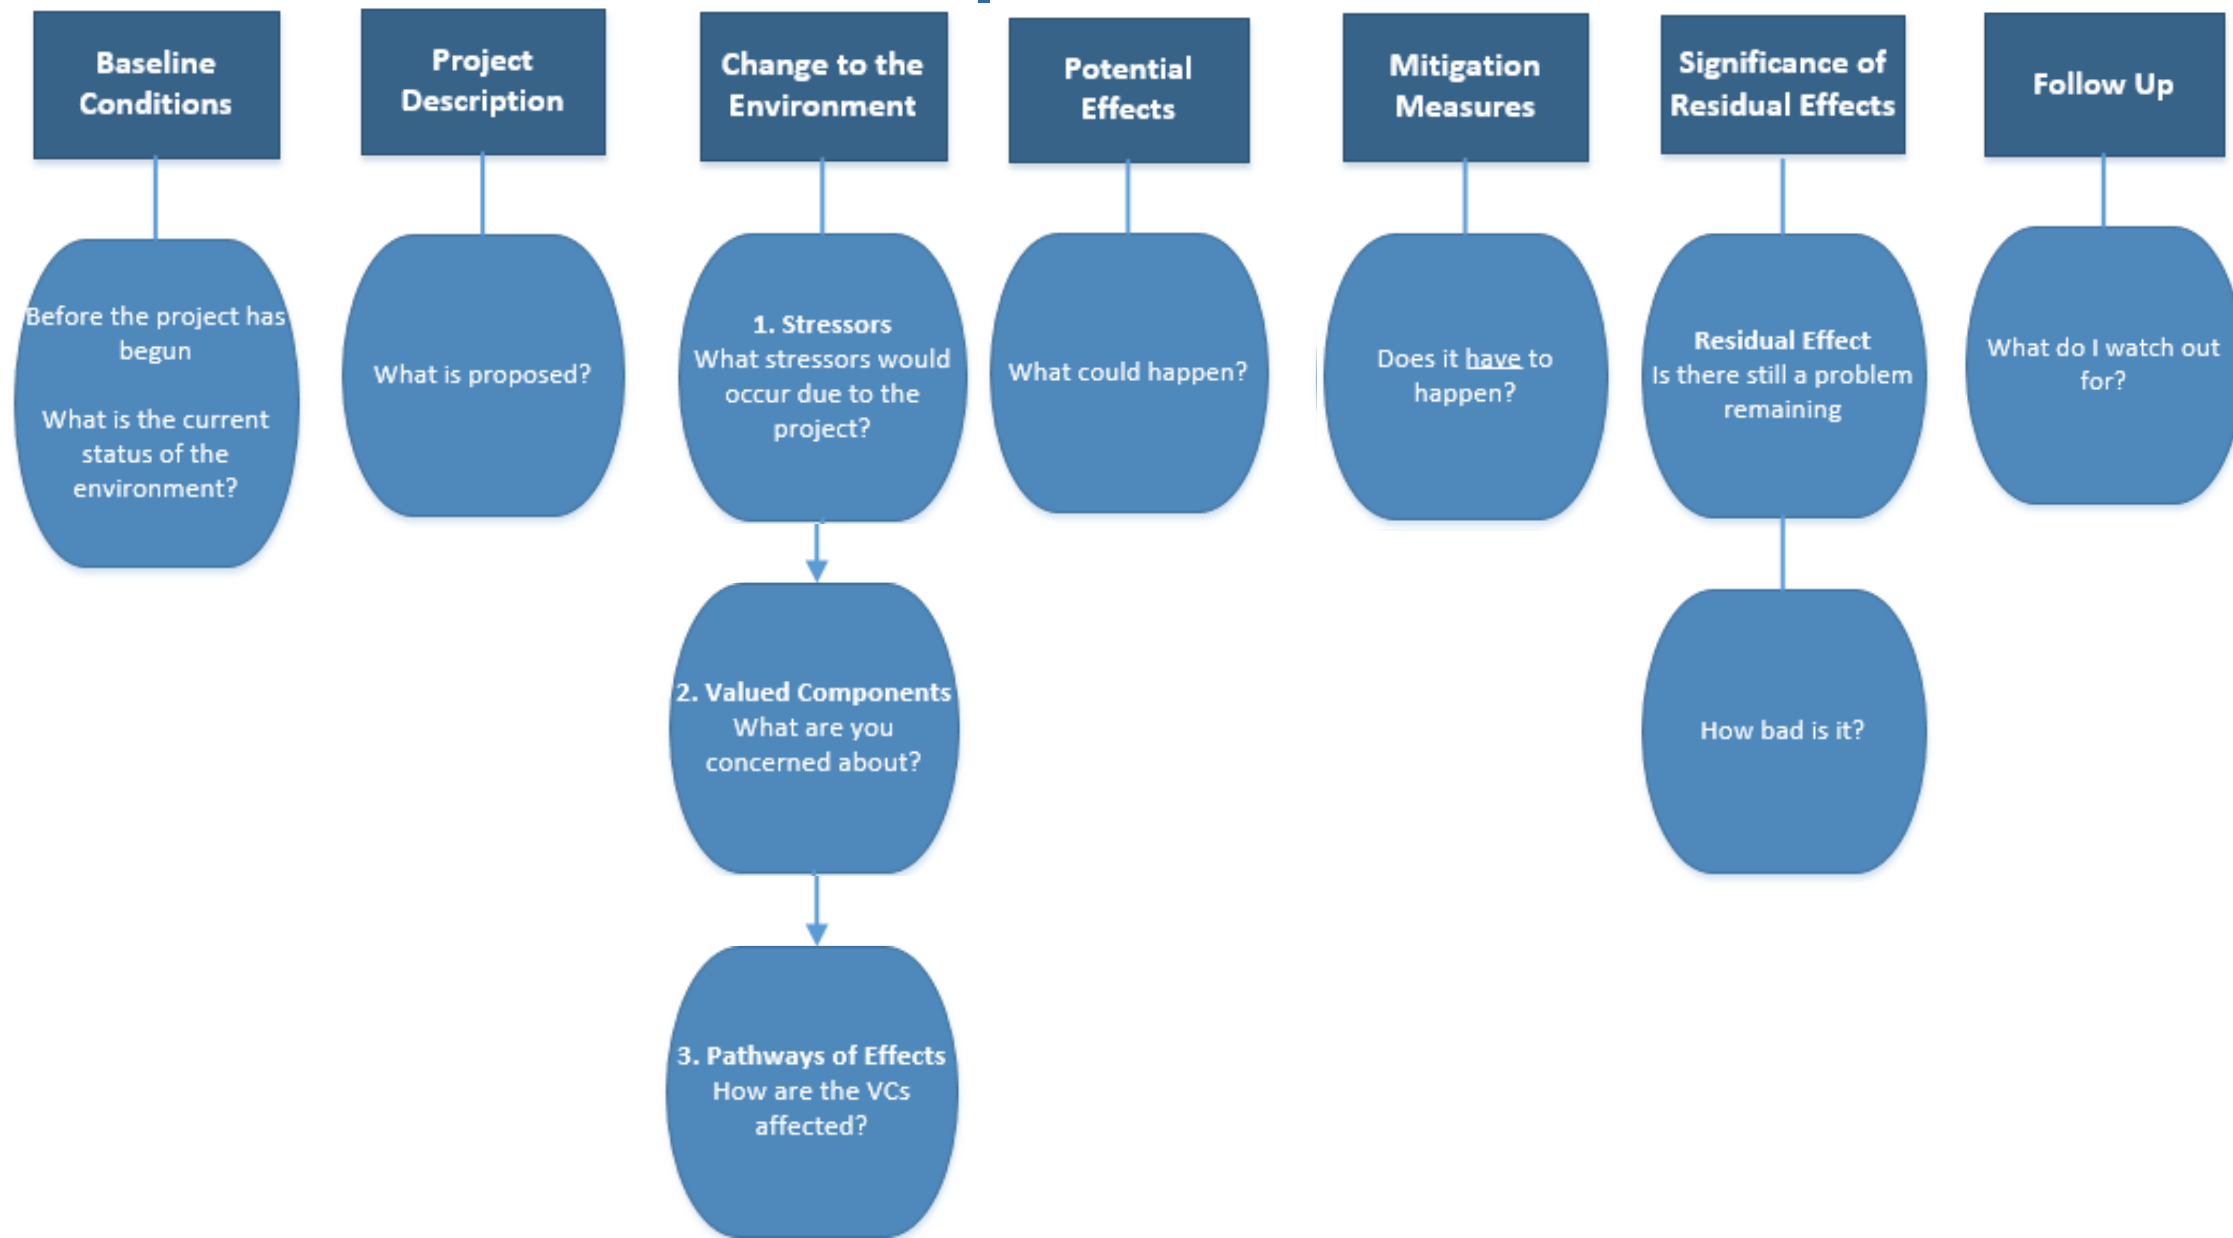 Baseline
Conditions
Before the project has
begun
What is the current
status of the
environment?
Project
Description
What is proposed?
Change to the
Environment
1. Stressors
What stressors would
occur due to the
project?
2. Valued Components
What are you
concerned about?
3. Pathways of Effects
How are the VCs
affected?
Potential
Effects
What could happen?
Mitigation
Measures
Does it have to
happen?
Significance of
Residual Effects
Residual Effect
Is there still a problem
remaining
How bad is it?
Follow Up
What do I watch out
for?